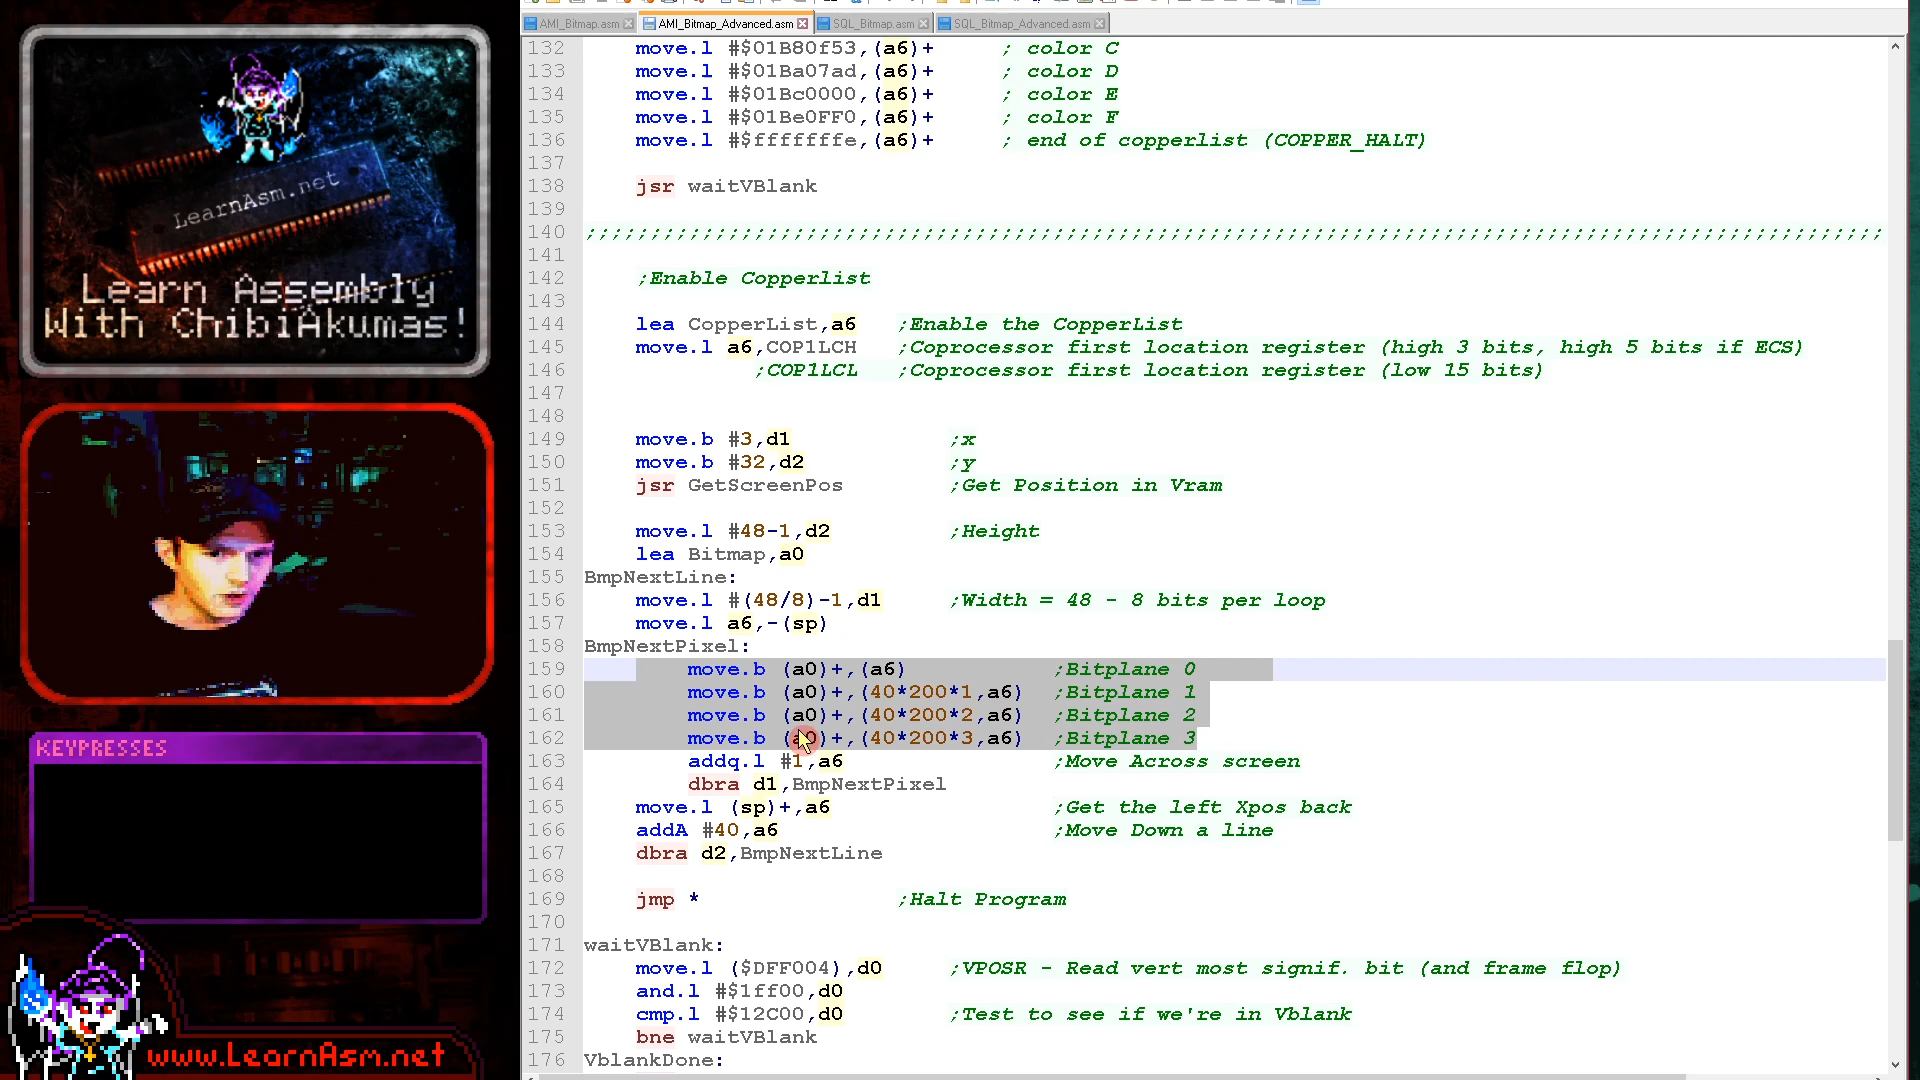 AMI_Bitmap.asm AMI_Bitmap_Advanced.asm SQL_Bitmap.asm SQL_Bitmap_Advanced.asm
132 move.l #$01B80f53,(a6)+ ; color C
133 move.l #$01Ba07ad,(a6)+ ; color D
134 move.l #$01Bc0000,(a6)+ ; color E
135 move.l #$01Be0FF0,(a6)+ ; color F
136 move.l #$fffffffe,(a6)+ ; end of copperlist (COPPER_HALT)
137
138 jsr waitVBlank
139
140 ;;;;;;;;;;;;;;;;;;;;;;;;;;;;;;;;;;;;;;;;;;;;;;;;;;;;;;;;;;;;;;;;;;;;;;;;;;;;;;;;;;;;;;;;;;;;;;;;;;;;
141
142 ;Enable Copperlist
143
144 lea CopperList,a6 ;Enable the CopperList
145 move.l a6,COP1LCH ;Coprocessor first location register (high 3 bits, high 5 bits if ECS)
146 ;COP1LCL ;Coprocessor first location register (low 15 bits)
147
148
149 move.b #3,d1 ;x
150 move.b #32,d2 ;y
151 jsr GetScreenPos ;Get Position in Vram
152
153 move.l #48-1,d2 ;Height
154 lea Bitmap,a0
155 BmpNextLine:
156 move.l #(48/8)-1,d1 ;Width = 48 - 8 bits per loop
157 move.l a6,-(sp)
158 BmpNextPixel:
159 move.b (a0)+,(a6) ;Bitplane 0
160 move.b (a0)+,(40*200*1,a6) ;Bitplane 1
161 move.b (a0)+,(40*200*2,a6) ;Bitplane 2
162 move.b (a0)+,(40*200*3,a6) ;Bitplane 3
163 addq.l #1,a6 ;Move Across screen
164 dbra d1,BmpNextPixel
165 move.l (sp)+,a6 ;Get the left Xpos back
166 addA #40,a6 ;Move Down a line
167 dbra d2,BmpNextLine
168
169 jmp * ;Halt Program
170
171 waitVBlank:
172 move.l ($DFF004),d0 ;VPOSR - Read vert most signif. bit (and frame flop)
173 and.l #$1ff00,d0
174 cmp.l #$12C00,d0 ;Test to see if we're in Vblank
175 bne waitVBlank
176 VblankDone:
LearnAsm.net
Learn Assembly
With ChibiAkumas!
KEYPRESSES
www.LearnAsm.net